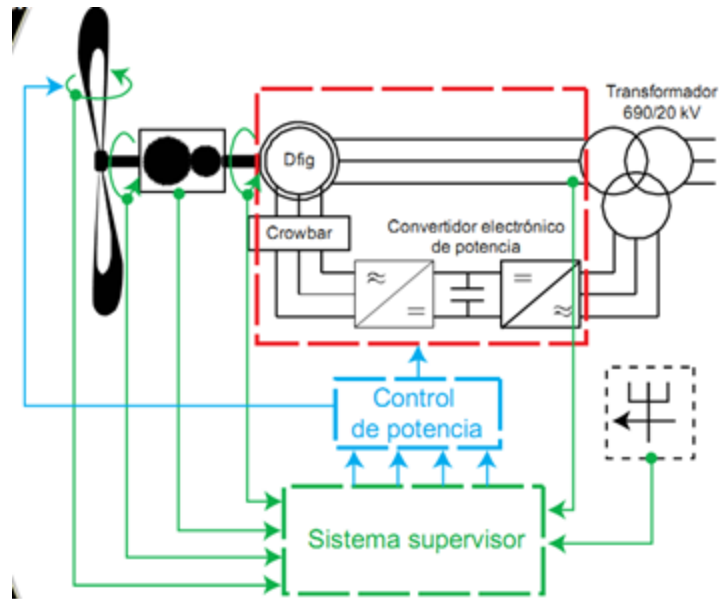 Transformador
690/20 kV
Dfig
Crowbar
Convertidor electrónico
de potencia
Control
de potencia
Sistema supervisor